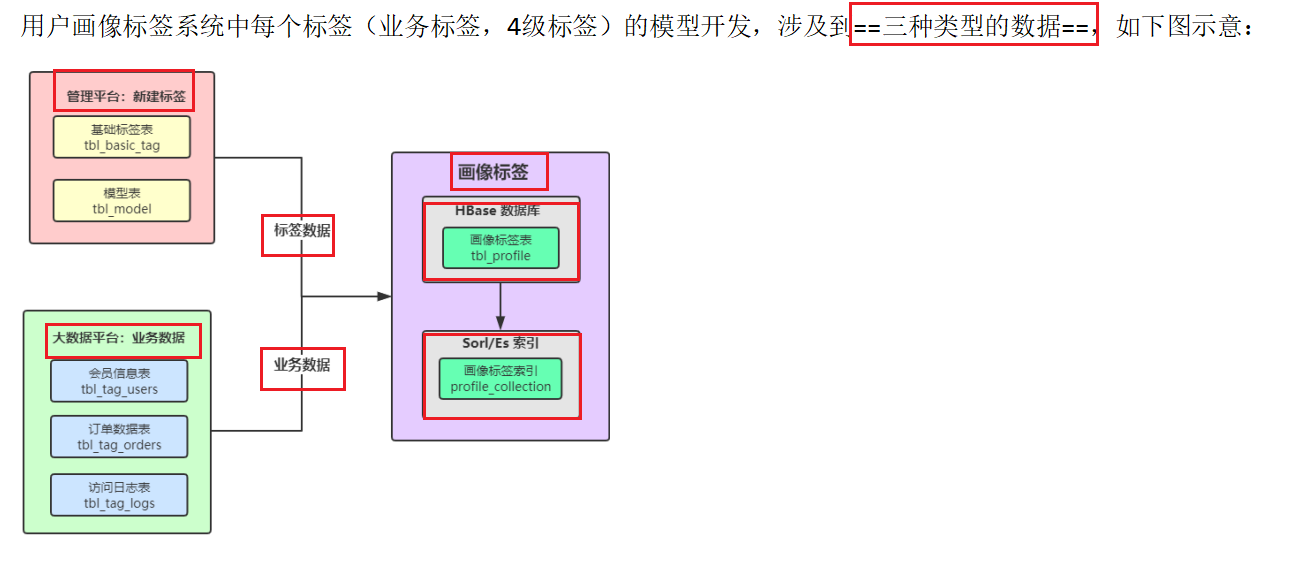 用户画像标签系统中每个标签（业务标签，4级标签）的模型开发，涉及到==三种类型的数据==，如下图示意：
管理平台：新建标签
基础标签表
tbl_basic_tag
模型表
tbl_model
标签数据
画像标签
HBase 数据库
画像标签表
tbl_profile
Sorl/Es 索引
画像标签索引
profile_collection
大数据平台：业务数据
业务数据
会员信息表
tbl_tag_users
订单数据表
tbl_tag_orders
访问日志表
tbl_tag_logs